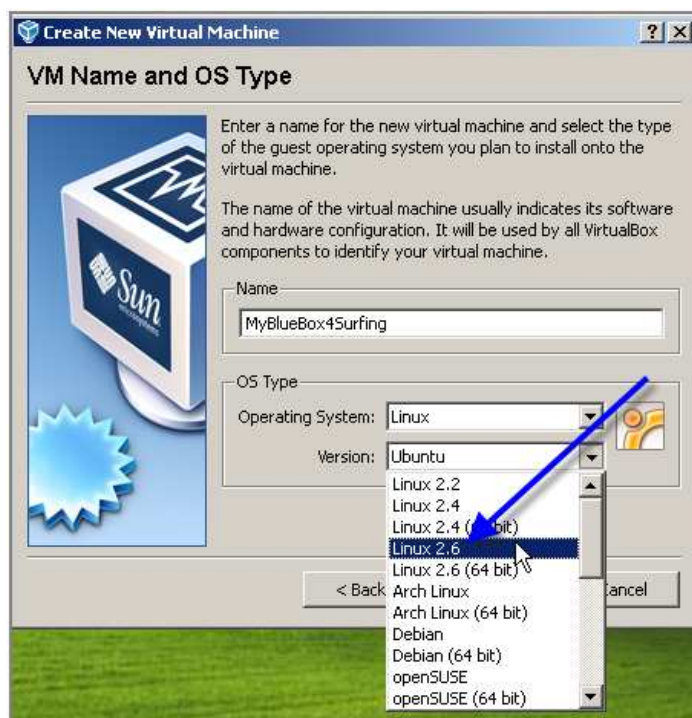 Create New Virtual Machine
VM Name and OS Type
Enter a name for the new virtual machine and select the type
of the guest operating system you plan to install onto the
virtual machine.
The name of the virtual machine usually indicates its software
and hardware configuration. It will be used by all VirtualBox
components to identify your virtual machine.
Sun
microsystems
Name
MyBlueBox4Surfing
OS Type
Operating System: Linux
Version: Ubuntu
Linux 2.2
Linux 2.4
Linux 2.4 (64 bit)
Linux 2.6
Linux 2.6 (64 bit)
Arch Linux
Arch Linux (64 bit)
Debian
Debian (64 bit)
openSUSE
openSUSE (64 bit)
< Back